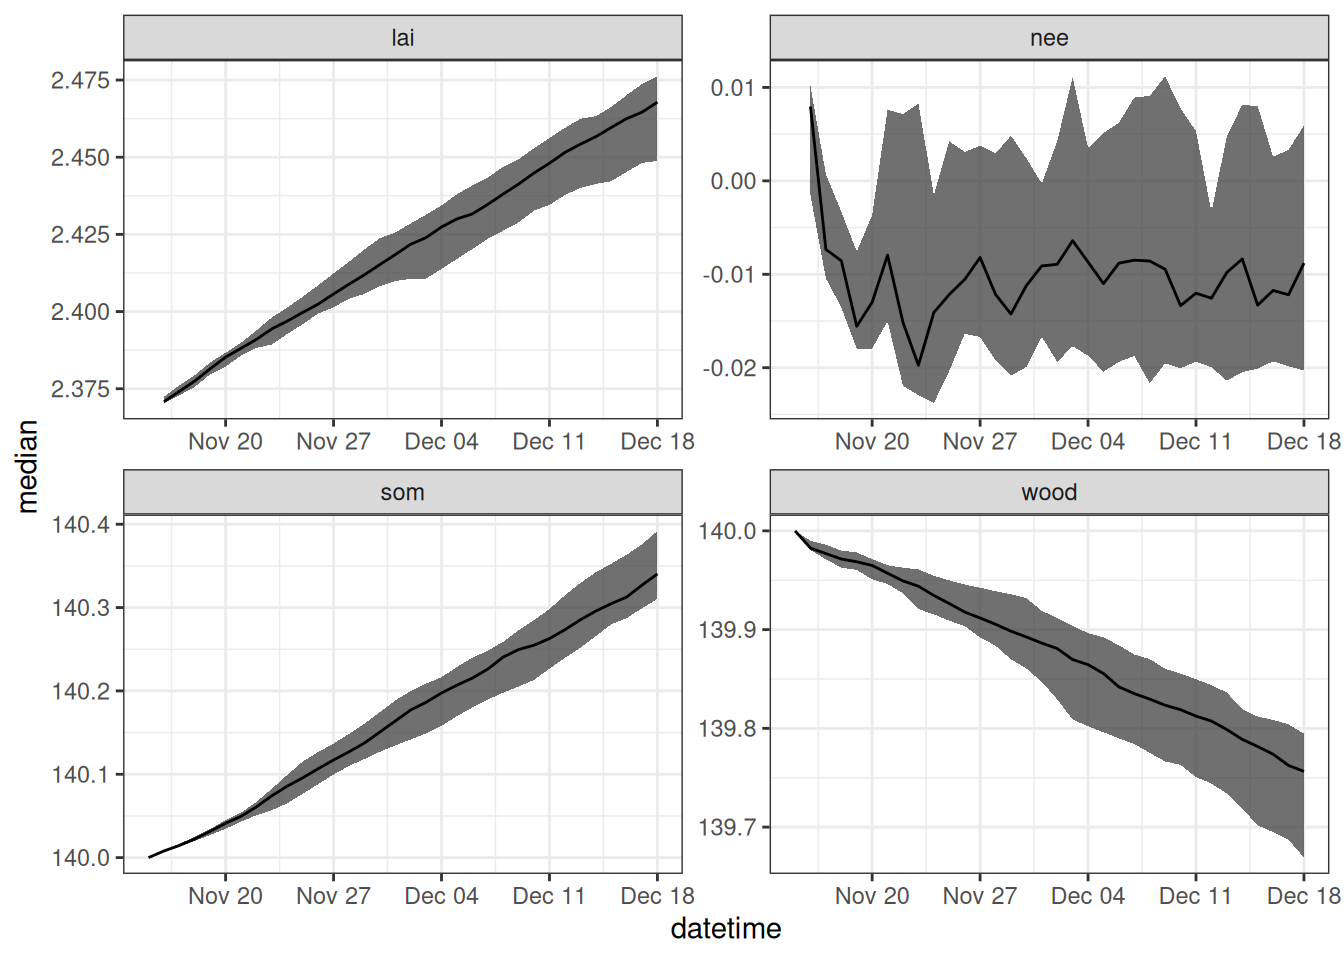 lai
2.475
2.450
2.425
2.400
2.375
Nov 20 Nov 27 Dec 04 Dec 11 Dec 18
nee
0.01
0.00
-0.01
-0.02
Nov 20 Nov 27 Dec 04 Dec 11 Dec 18
median
som
140.4
140.3
140.2
140.1
140.0
Nov 20 Nov 27 Dec 04 Dec 11 Dec 18
wood
140.0
139.9
139.8
139.7
Nov 20 Nov 27 Dec 04 Dec 11 Dec 18
datetime